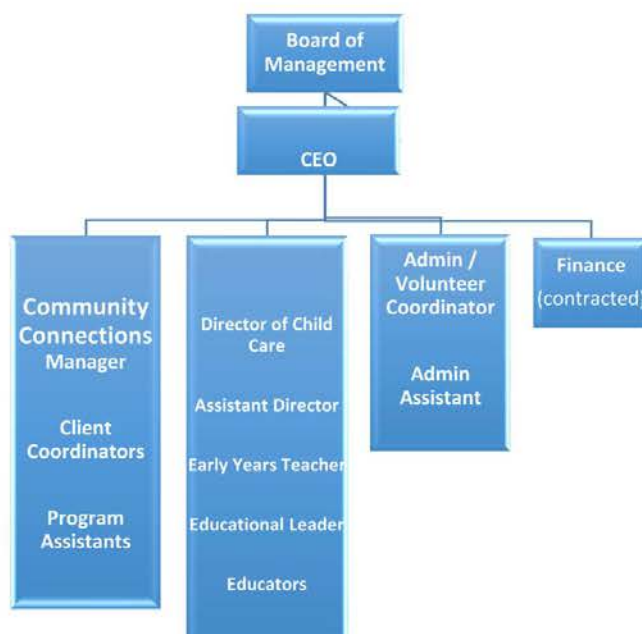 Board of
Management
CEO
Community
Connections
Manager
Client
Coordinators
Program
Assistants
Director of Child
Care
Assistant Director
Early Years Teacher
Educational Leader
Educators
Admin /
Volunteer
Coordinator
Admin
Assistant
Finance
(contracted)